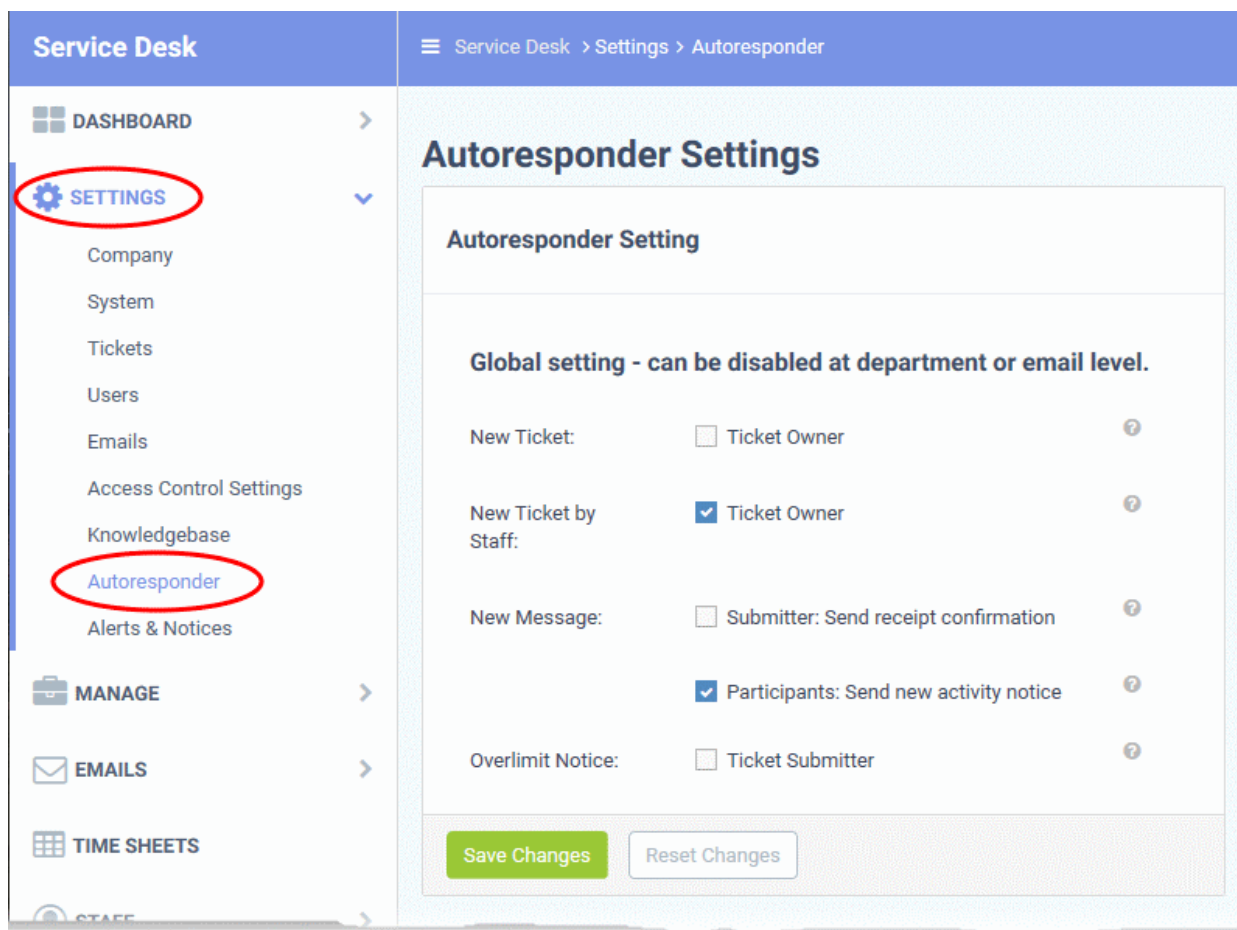 Service Desk
Service Desk > Settings > Autoresponder
DASHBOARD
SETTINGS
Company
System
Tickets
Users
Emails
Access Control Settings
Knowledgebase
Autoresponder
Alerts & Notices
MANAGE
EMAILS
TIME SHEETS
STAFF
Autoresponder Settings
Autoresponder Setting
Global setting - can be disabled at department or email level.
New Ticket: Ticket Owner
New Ticket by Ticket Owner
Staff:
New Message: Submitter: Send receipt confirmation
Participants: Send new activity notice
Overlimit Notice: Ticket Submitter
Save Changes Reset Changes